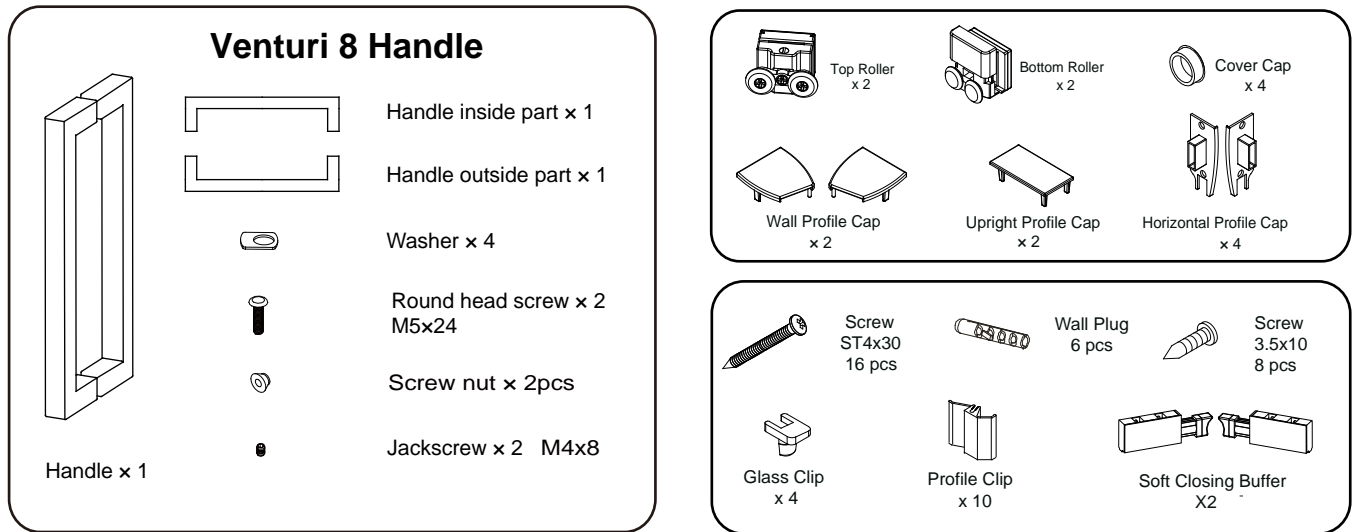 Venturi 8 Handle
Handle inside part × 1
Handle outside part × 1
Washer × 4
Round head screw × 2
M5×24
Screw nut × 2pcs
Jackscrew × 2 M4x8
Handle × 1
Top Roller
x 2
Bottom Roller
x 2
Cover Cap
x 4
Wall Profile Cap
x 2
Upright Profile Cap
x 2
Horizontal Profile Cap
x 4
Screw
ST4x30
16 pcs
Wall Plug
6 pcs
Screw
3.5x10
8 pcs
Glass Clip
x 4
Profile Clip
x 10
Soft Closing Buffer
X2